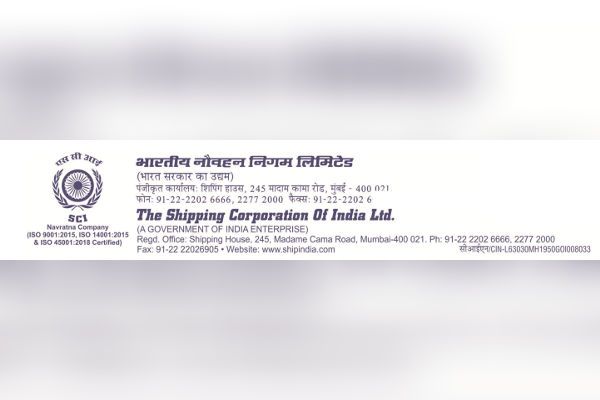 एस सी आई
SCI
Navratna Company
(ISO 9001:2015, ISO 14001:2015
& ISO 45001:2018 Certified)
भारतीय नौवहन निगम लिमिटेड
(भारत सरकार का उद्यम)
पंजीकृत कार्यालय: शिपिंग हाउस, 245 मादाम कामा रोड, मुंबई - 400 021
फोन: 91-22-2202 6666, 2277 2000 फैक्स: 91-22-2202 6
The Shipping Corporation Of India Ltd.
(A GOVERNMENT OF INDIA ENTERPRISE)
Regd. Office: Shipping House, 245, Madame Cama Road, Mumbai-400 021. Ph: 91-22 2202 6666, 2277 2000
Fax: 91-22 22026905 • Website: www.shipindia.com
सीआईएन/CIN-L63030MH1950GOI008033